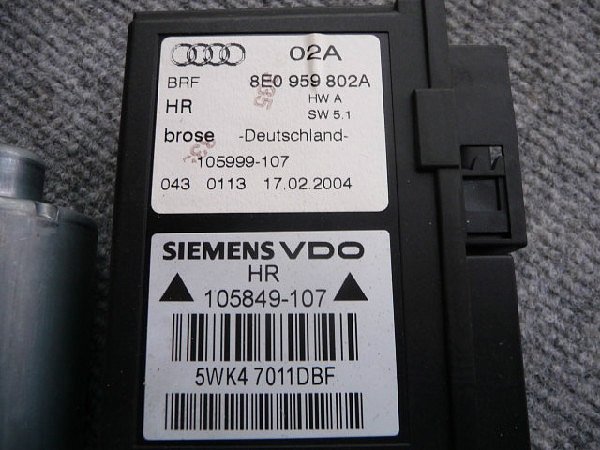 02A
BRF 8E0 959 802A
HR HW A
SW 5.1
brose -Deutschland-
105999-107
043 0113 17.02.2004
SIEMENS VDO
HR
105849-107
5WK4 7011DBF